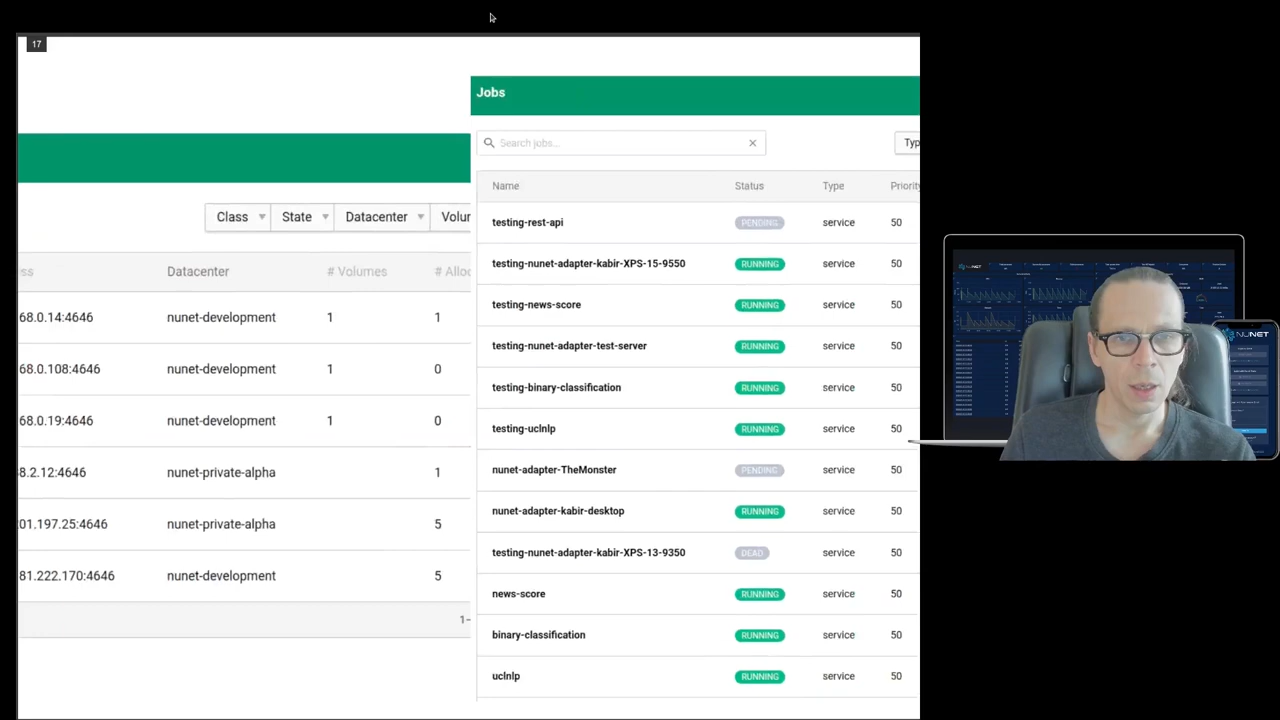 17
Class State Datacenter Volur
ss Datacenter # Volumes # Alloc
68.0.14:4646 nunet-development 1 1
68.0.108:4646 nunet-development 1 0
68.0.19:4646 nunet-development 1 0
8.2.12:4646 nunet-private-alpha 1
01.197.25:4646 nunet-private-alpha 5
81.222.170:4646 nunet-development 5
1-
Jobs
Search jobs...
Typ
Name Status Type Priority
testing-rest-api PENDING service 50
testing-nunet-adapter-kabir-XPS-15-9550 RUNNING service 50
testing-news-score RUNNING service 50
testing-nunet-adapter-test-server RUNNING service 50
testing-binary-classification RUNNING service 50
testing-uclnlp RUNNING service 50
nunet-adapter-TheMonster PENDING service 50
nunet-adapter-kabir-desktop RUNNING service 50
testing-nunet-adapter-kabir-XPS-13-9350 DEAD service 50
news-score RUNNING service 50
binary-classification RUNNING service 50
uclnlp RUNNING service 50
NUNET
NUNET